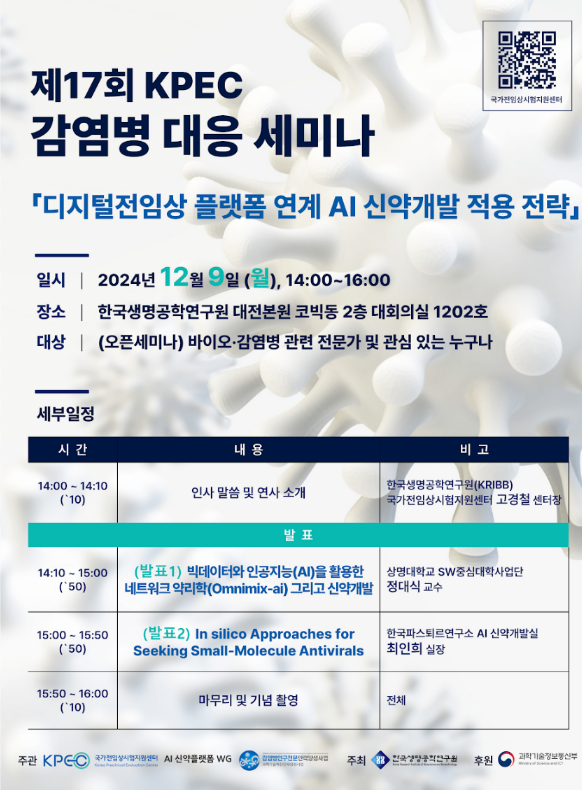 국가전임상시험지원센터
제17회 KPEC
감염병 대응 세미나
「디지털전임상 플랫폼 연계 AI 신약개발 적용 전략」
일시 | 2024년 12월 9일 (월), 14:00~16:00
장소 | 한국생명공학연구원 대전본원 코빅동 2층 대회의실 1202호
대상 | (오픈세미나) 바이오·감염병 관련 전문가 및 관심 있는 누구나
세부일정
시 간 내 용 비 고
14:00 ~ 14:10
(`10)
인사 말씀 및 연사 소개
한국생명공학연구원(KRIBB)
국가전임상시험지원센터 고경철 센터장
발 표
14:10 ~ 15:00
(`50)
(발표1) 빅데이터와 인공지능(AI)을 활용한
네트워크 약리학(Omnimix-ai) 그리고 신약개발
상명대학교 SW중심대학사업단
정대식 교수
15:00 ~ 15:50
(`50)
(발표2) In silico Approaches for
Seeking Small-Molecule Antivirals
한국파스퇴르연구소 AI 신약개발실
최인희 실장
15:50 ~ 16:00
(`10)
마무리 및 기념 촬영
전체
주관 KPEC 국가전임상시험지원센터 AI 신약플랫폼 WG
주최 한국생명공학연구원
후원 과학기술정보통신부